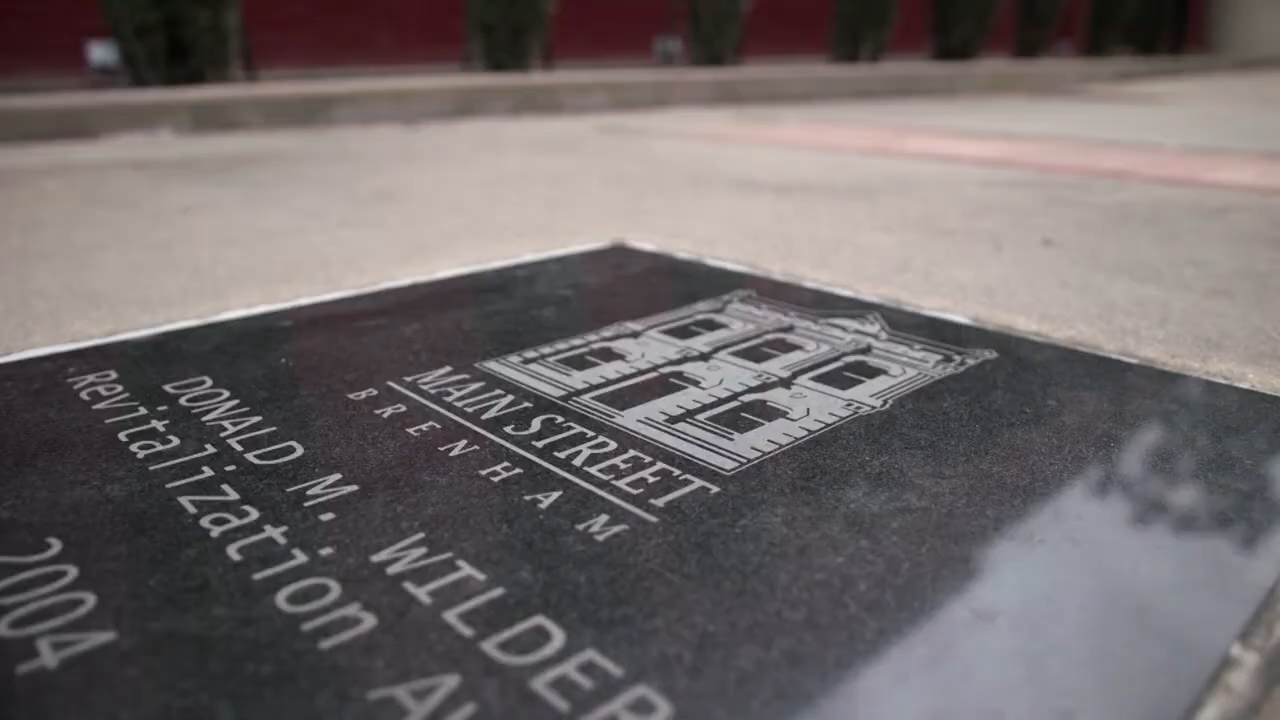 MAIN STREET
BRENHAM
DONALD M. WILDER
Revitalization
2004